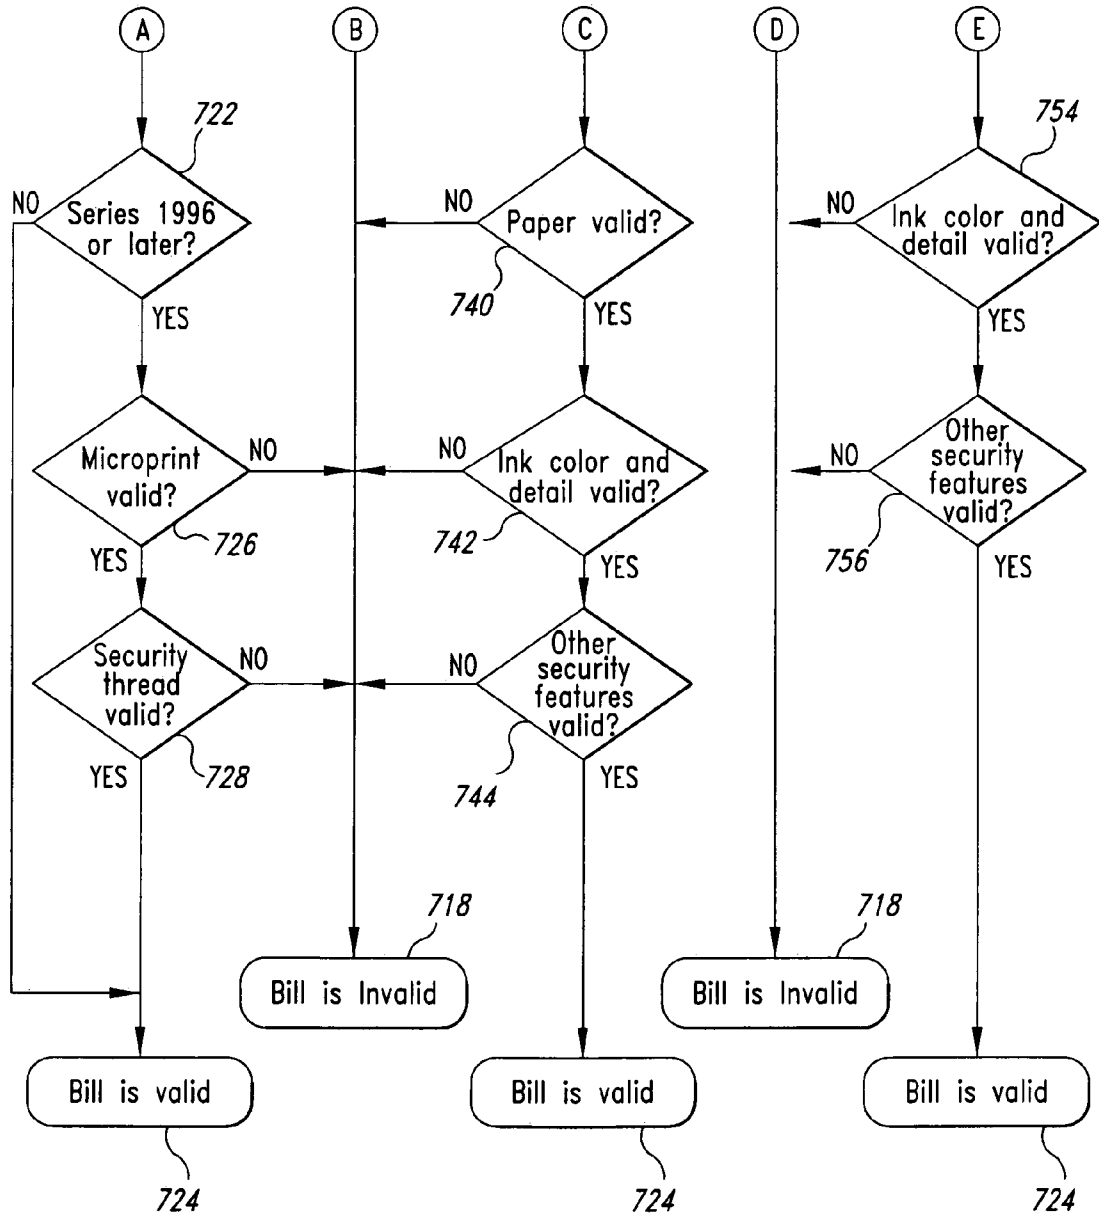 A
B
C
D
E
722
754
NO
Series 1996
or later?
YES
NO
Paper valid?
740
YES
NO
Ink color and
detail valid?
YES
Microprint
valid?
NO
726
YES
NO
Ink color and
detail valid?
742
YES
NO
Other
security
features
valid?
756
YES
Security
thread
valid?
NO
728
YES
NO
Other
security
features
valid?
744
YES
718
Bill is Invalid
718
Bill is Invalid
Bill is valid
724
Bill is valid
724
Bill is valid
724